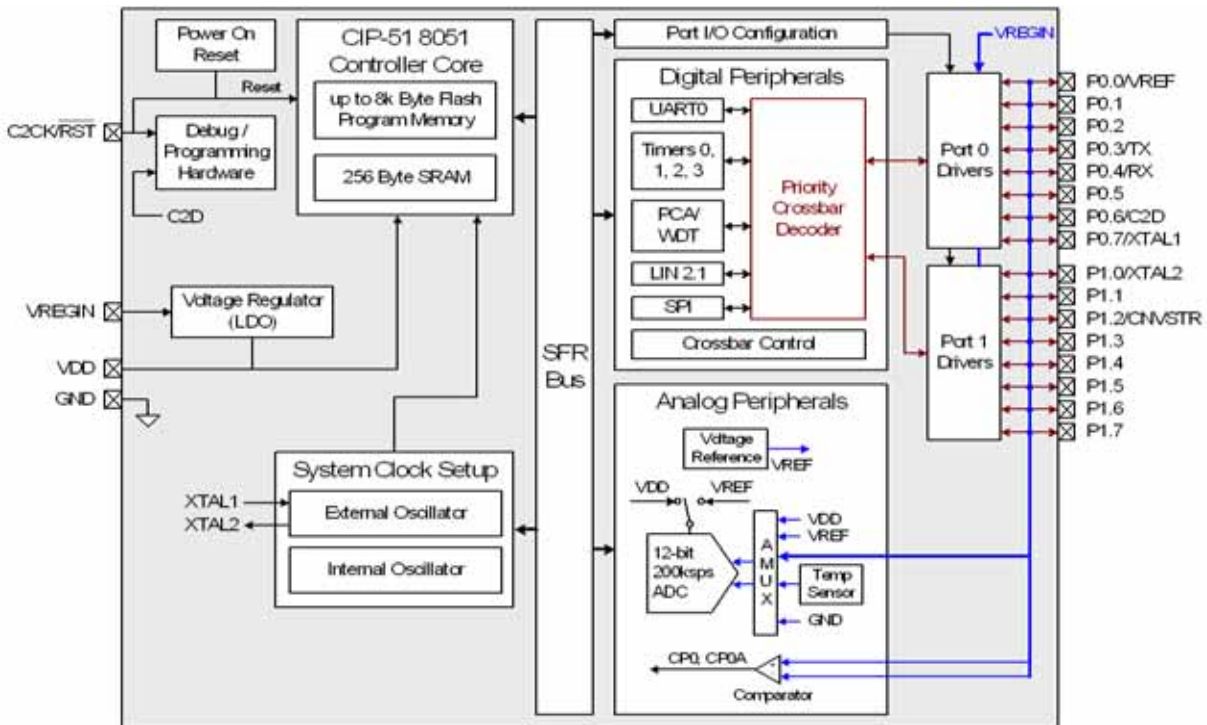 Power On
Reset
Reset
C2CK/RST
Debug /
Programming
Hardware
C2D
CIP-51 8051
Controller Core
up to 8k Byte Flash
Program Memory
256 Byte SRAM
VREGIN
Voltage Regulator
(LDO)
VDD
GND
System Clock Setup
XTAL1
XTAL2
External Oscillator
Internal Oscillator
SFR
Bus
Port I/O Configuration
Digital Peripherals
UART0
Timers 0,
1, 2, 3
PCA/
WDT
LIN 2.1
SPI
Priority
Crossbar
Decoder
Crossbar Control
Analog Peripherals
Voltage
Reference
VREF
VDD
VREF
12-bit
200ksps
ADC
A
M
U
X
VDD
VREF
Temp
Sensor
GND
CP0, CP0A
+
-
Comparator
VREGIN
Port 0
Drivers
Port 1
Drivers
P0.0/VREF
P0.1
P0.2
P0.3/TX
P0.4/RX
P0.5
P0.6/C2D
P0.7/XTAL1
P1.0/XTAL2
P1.1
P1.2/CNVSTR
P1.3
P1.4
P1.5
P1.6
P1.7